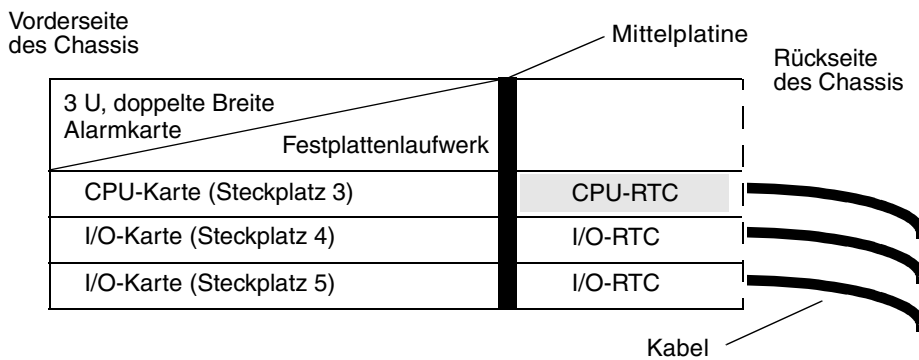 Vorderseite
des Chassis
Mittelplatine
Rückseite
des Chassis
3 U, doppelte Breite
Alarmkarte
Festplattenlaufwerk
CPU-Karte (Steckplatz 3)
CPU-RTC
I/O-Karte (Steckplatz 4)
I/O-RTC
I/O-Karte (Steckplatz 5)
I/O-RTC
Kabel